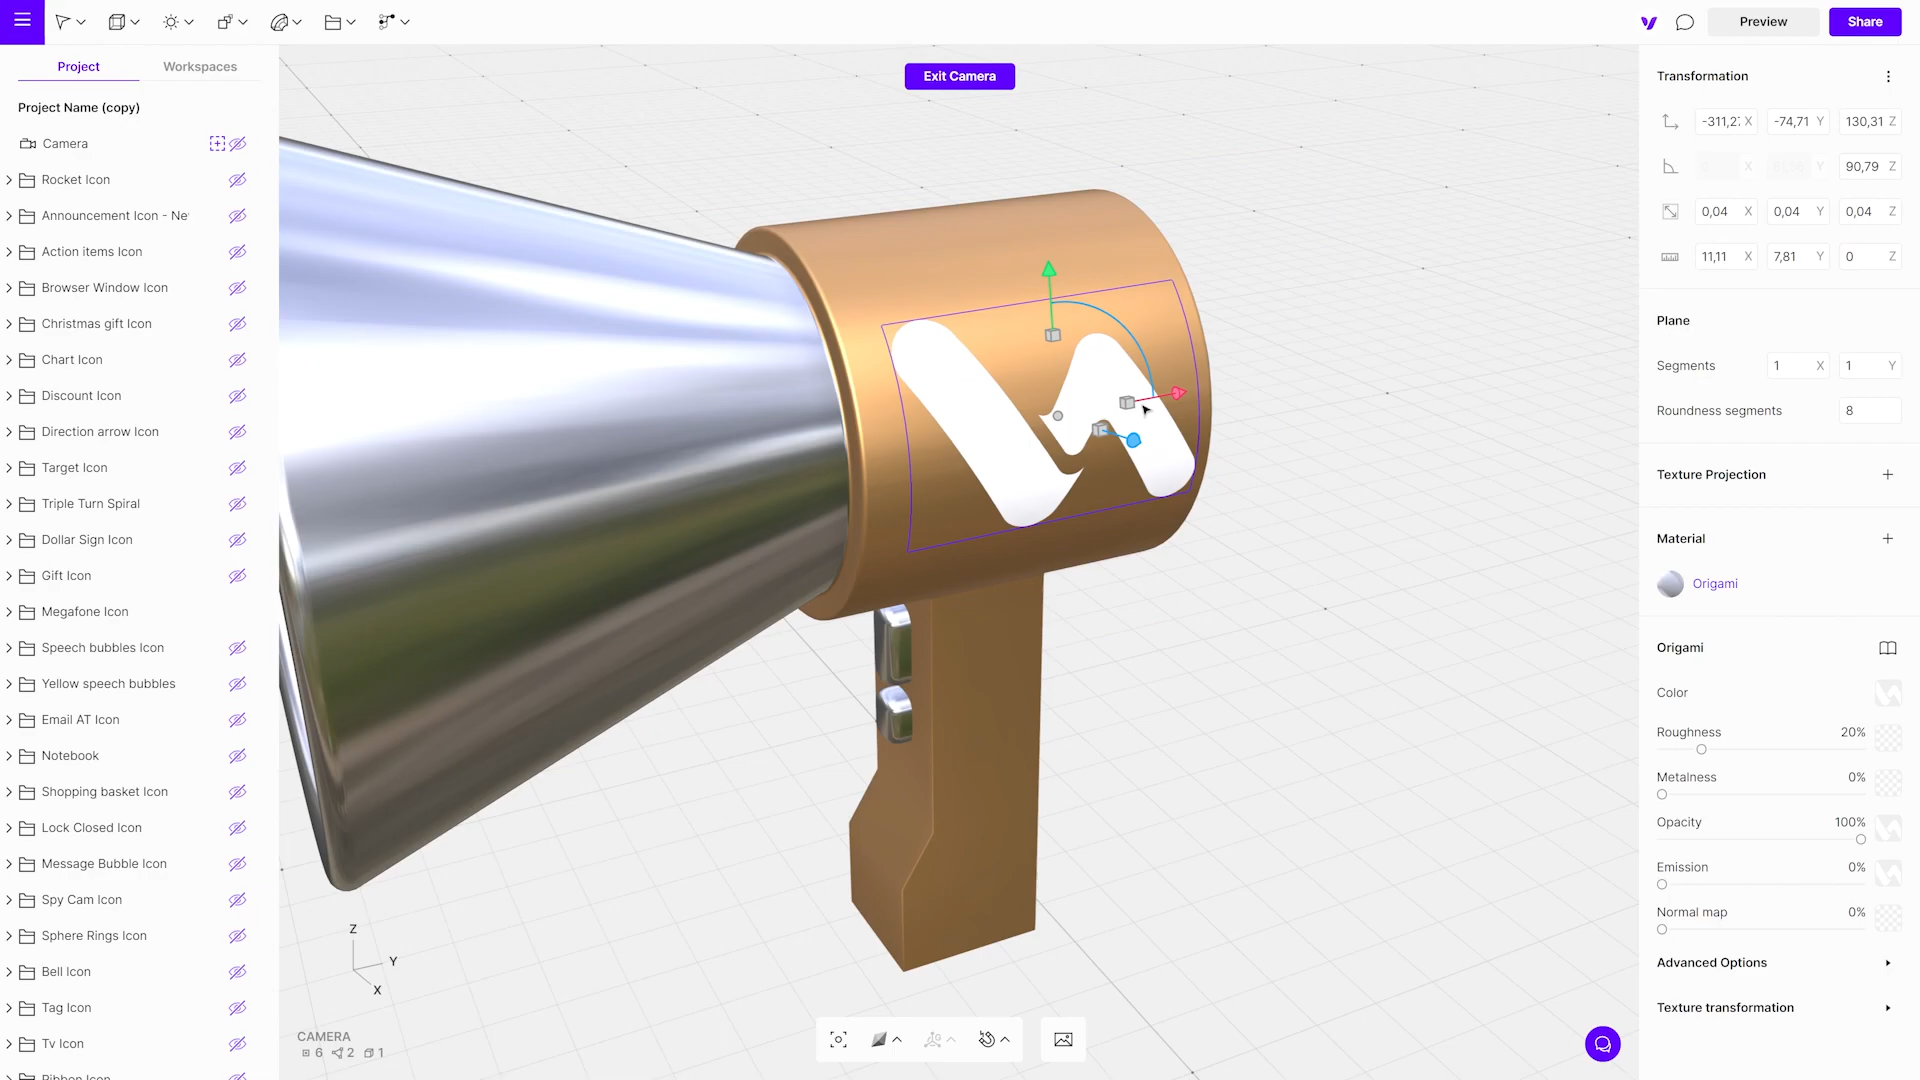 Preview
Share
Project
Workspaces
Exit Camera
Project Name (copy)
Camera
Rocket Icon
Announcement Icon - Ne
Action items Icon
Browser Window Icon
Christmas gift Icon
Chart Icon
Discount Icon
Direction arrow Icon
Target Icon
Triple Turn Spiral
Dollar Sign Icon
Gift Icon
Megafone Icon
Speech bubbles Icon
Yellow speech bubbles
Email AT Icon
Notebook
Shopping basket Icon
Lock Closed Icon
Message Bubble Icon
Spy Cam Icon
Sphere Rings Icon
Bell Icon
Tag Icon
Tv Icon
Ribbon Icon
Z
Y
X
CAMERA
6 2 1
Transformation
-311,2 X -74,71 Y 130,31 Z
X Y 90,79 Z
0,04 X 0,04 Y 0,04 Z
11,11 X 7,81 Y 0 Z
Plane
Segments 1 X 1 Y
Roundness segments 8
Texture Projection
Material
Origami
Origami
Color
Roughness 20%
Metalness 0%
Opacity 100%
Emission 0%
Normal map 0%
Advanced Options
Texture transformation